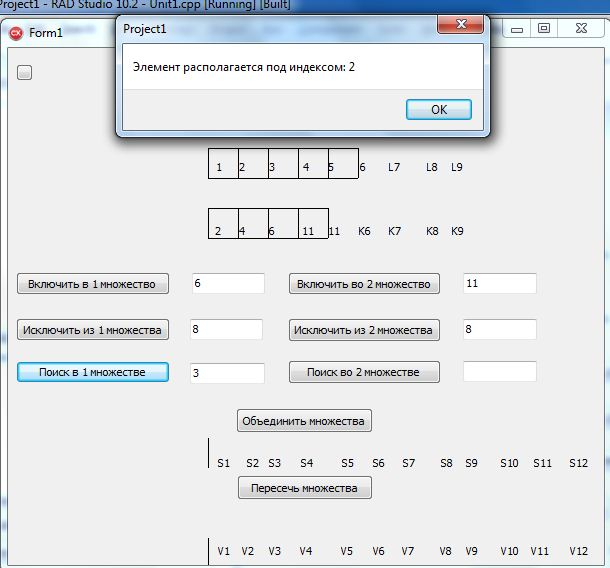 Project1 - RAD Studio 10.2 - Unit1.cpp [Running] [Built]
Form1
Project1
Элемент располагается под индексом: 2
OK
1 2 3 4 5 6 L7 L8 L9
2 4 6 11 11 K6 K7 K8 K9
Включить в 1 множество 6 Включить во 2 множество 11
Исключить из 1 множества 8 Исключить из 2 множества 8
Поиск в 1 множестве 3 Поиск во 2 множестве
Объединить множества
S1 S2 S3 S4 S5 S6 S7 S8 S9 S10 S11 S12
Пересечь множества
V1 V2 V3 V4 V5 V6 V7 V8 V9 V10 V11 V12